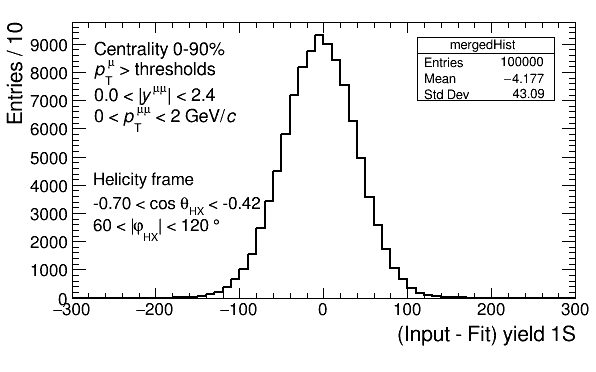 Entries / 10
9000
8000
7000
6000
5000
4000
3000
2000
1000
0
Centrality 0-90%
p_T^μ > thresholds
0.0 < |y^μμ| < 2.4
0 < p_T^μμ < 2 GeV/c
Helicity frame
-0.70 < cos θ_HX < -0.42
60 < |φ_HX| < 120 °
mergedHist
Entries 100000
Mean −4.177
Std Dev 43.09
−300 −200 −100 0 100 200 300
(Input - Fit) yield 1S